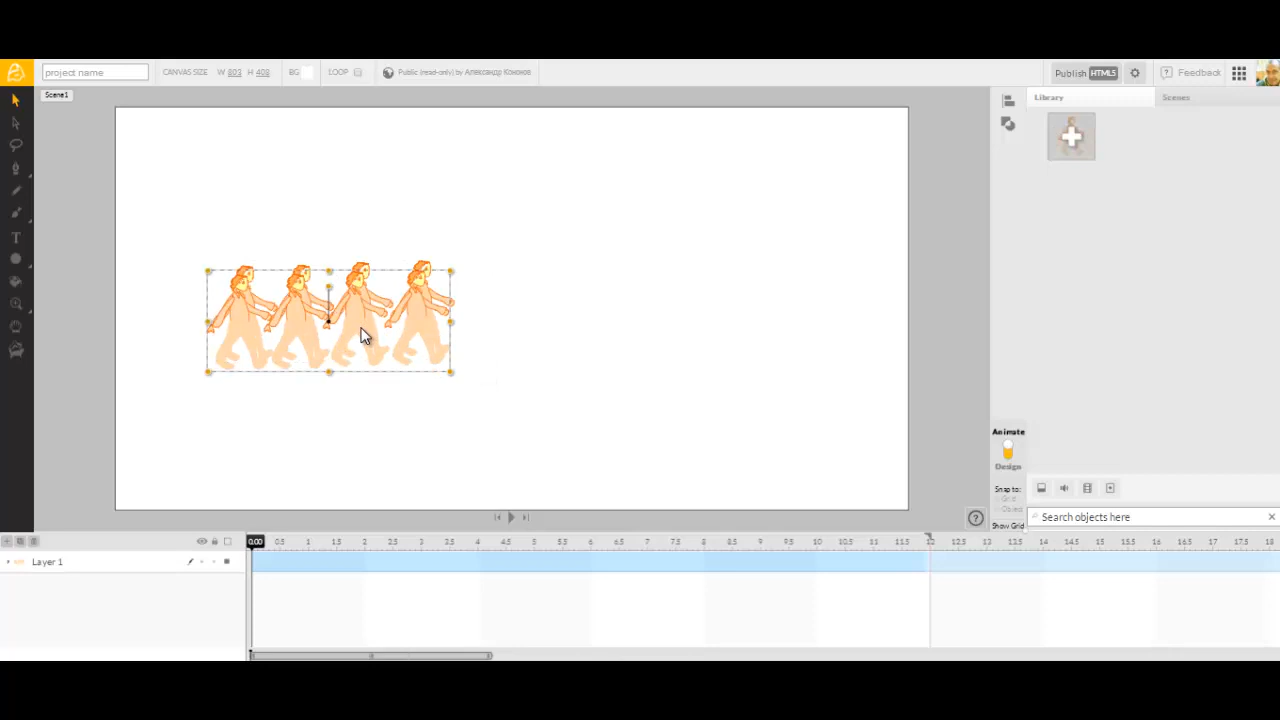 project name
CANVAS SIZE W 803 H 408 BG LOOP Public (read-only) by Александр Кононов
Publish HTML5 Feedback
Scene1
Library Scenes
Animate
Design
Snap to:
Grid
Object
Show Grid
Search objects here
0.00 0.5 1 1.5 2 2.5 3 3.5 4 4.5 5 5.5 6 6.5 7 7.5 8 8.5 9 9.5 10 10.5 11 11.5 12 12.5 13 13.5 14 14.5 15 15.5 16 16.5 17 17.5 18
Layer 1